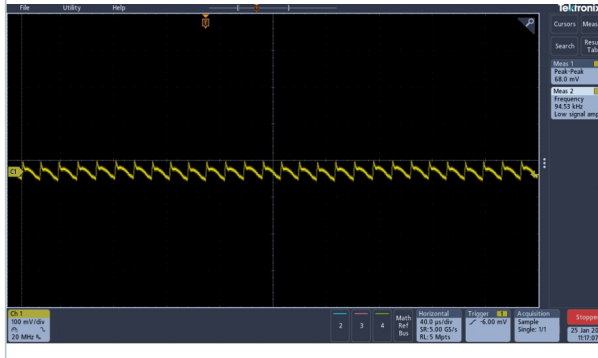 File Utility Help
Tektronix
Cursors Meas
Search Resu
Tab
Meas 1
Peak-Peak
68.0 mV
Meas 2
Frequency
94.53 kHz
Low signal amp
C1
Ch 1
100 mV/div
20 MHz
2 3 4
Math
Ref
Bus
Horizontal
40.0 µs/div
SR:5.00 GS/s
RL:5 Mpts
Trigger 1
-6.00 mV
Acquisition
Sample
Single: 1/1
Stopped
25 Jan 20
11:17:07